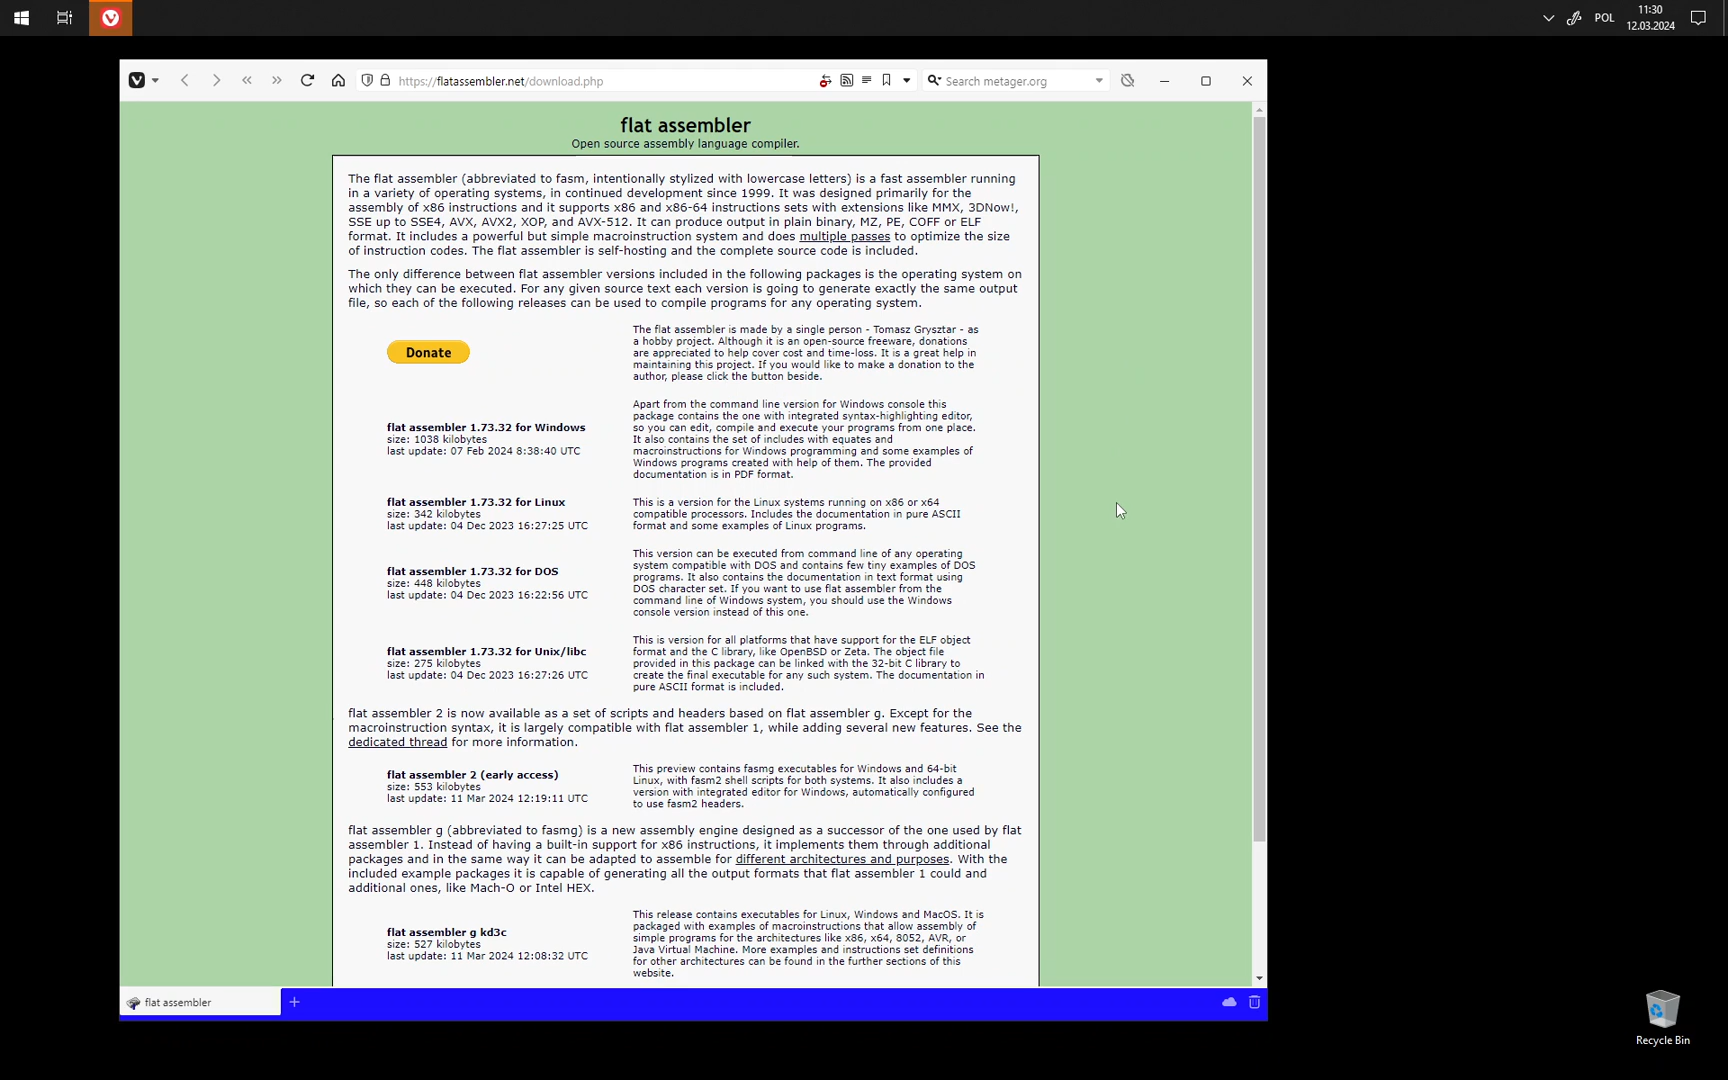 POL
11:30
12.03.2024
https://flatassembler.net/download.php
Search metager.org
flat assembler
Open source assembly language compiler.
The flat assembler (abbreviated to fasm, intentionally stylized with lowercase letters) is a fast assembler running
in a variety of operating systems, in continued development since 1999. It was designed primarily for the
assembly of x86 instructions and it supports x86 and x86-64 instructions sets with extensions like MMX, 3DNow!,
SSE up to SSE4, AVX, AVX2, XOP, and AVX-512. It can produce output in plain binary, MZ, PE, COFF or ELF
format. It includes a powerful but simple macroinstruction system and does multiple passes to optimize the size
of instruction codes. The flat assembler is self-hosting and the complete source code is included.
The only difference between flat assembler versions included in the following packages is the operating system on
which they can be executed. For any given source text each version is going to generate exactly the same output
file, so each of the following releases can be used to compile programs for any operating system.
Donate
The flat assembler is made by a single person - Tomasz Grysztar - as
a hobby project. Although it is an open-source freeware, donations
are appreciated to help cover cost and time-loss. It is a great help in
maintaining this project. If you would like to make a donation to the
author, please click the button beside.
flat assembler 1.73.32 for Windows
size: 1038 kilobytes
last update: 07 Feb 2024 8:38:40 UTC
Apart from the command line version for Windows console this
package contains the one with integrated syntax-highlighting editor,
so you can edit, compile and execute your programs from one place.
It also contains the set of includes with equates and
macroinstructions for Windows programming and some examples of
Windows programs created with help of them. The provided
documentation is in PDF format.
flat assembler 1.73.32 for Linux
size: 342 kilobytes
last update: 04 Dec 2023 16:27:25 UTC
This is a version for the Linux systems running on x86 or x64
compatible processors. Includes the documentation in pure ASCII
format and some examples of Linux programs.
flat assembler 1.73.32 for DOS
size: 448 kilobytes
last update: 04 Dec 2023 16:22:56 UTC
This version can be executed from command line of any operating
system compatible with DOS and contains few tiny examples of DOS
programs. It also contains the documentation in text format using
DOS character set. If you want to use flat assembler from the
command line of Windows system, you should use the Windows
console version instead of this one.
flat assembler 1.73.32 for Unix/libc
size: 275 kilobytes
last update: 04 Dec 2023 16:27:26 UTC
This is version for all platforms that have support for the ELF object
format and the C library, like OpenBSD or Zeta. The object file
provided in this package can be linked with the 32-bit C library to
create the final executable for any such system. The documentation in
pure ASCII format is included.
flat assembler 2 is now available as a set of scripts and headers based on flat assembler g. Except for the
macroinstruction syntax, it is largely compatible with flat assembler 1, while adding several new features. See the
dedicated thread for more information.
flat assembler 2 (early access)
size: 553 kilobytes
last update: 11 Mar 2024 12:19:11 UTC
This preview contains fasmg executables for Windows and 64-bit
Linux, with fasm2 shell scripts for both systems. It also includes a
version with integrated editor for Windows, automatically configured
to use fasm2 headers.
flat assembler g (abbreviated to fasmg) is a new assembly engine designed as a successor of the one used by flat
assembler 1. Instead of having a built-in support for x86 instructions, it implements them through additional
packages and in the same way it can be adapted to assemble for different architectures and purposes. With the
included example packages it is capable of generating all the output formats that flat assembler 1 could and
additional ones, like Mach-O or Intel HEX.
flat assembler g kd3c
size: 527 kilobytes
last update: 11 Mar 2024 12:08:32 UTC
This release contains executables for Linux, Windows and MacOS. It is
packaged with examples of macroinstructions that allow assembly of
simple programs for the architectures like x86, x64, 8052, AVR, or
Java Virtual Machine. More examples and instructions set definitions
for other architectures can be found in the further sections of this
website.
flat assembler
Recycle Bin